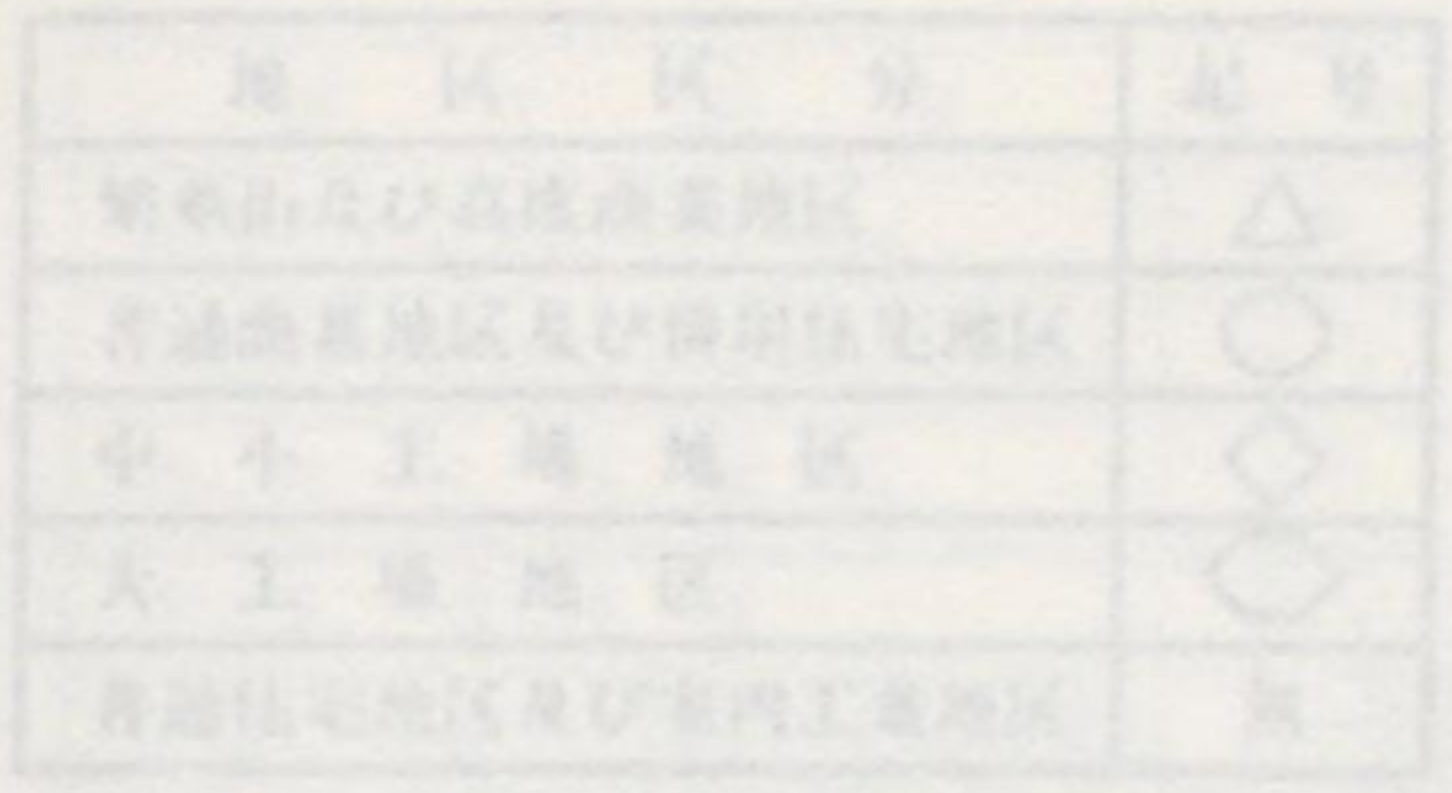 地 区 区 分 記 号
繁華街及び高度商業地区 △
普通商業地区及び併用住宅地区 ○
中 小 工 場 地 区 ◇
大 工 場 地 区
普通住宅地区及び家内工業地区 無